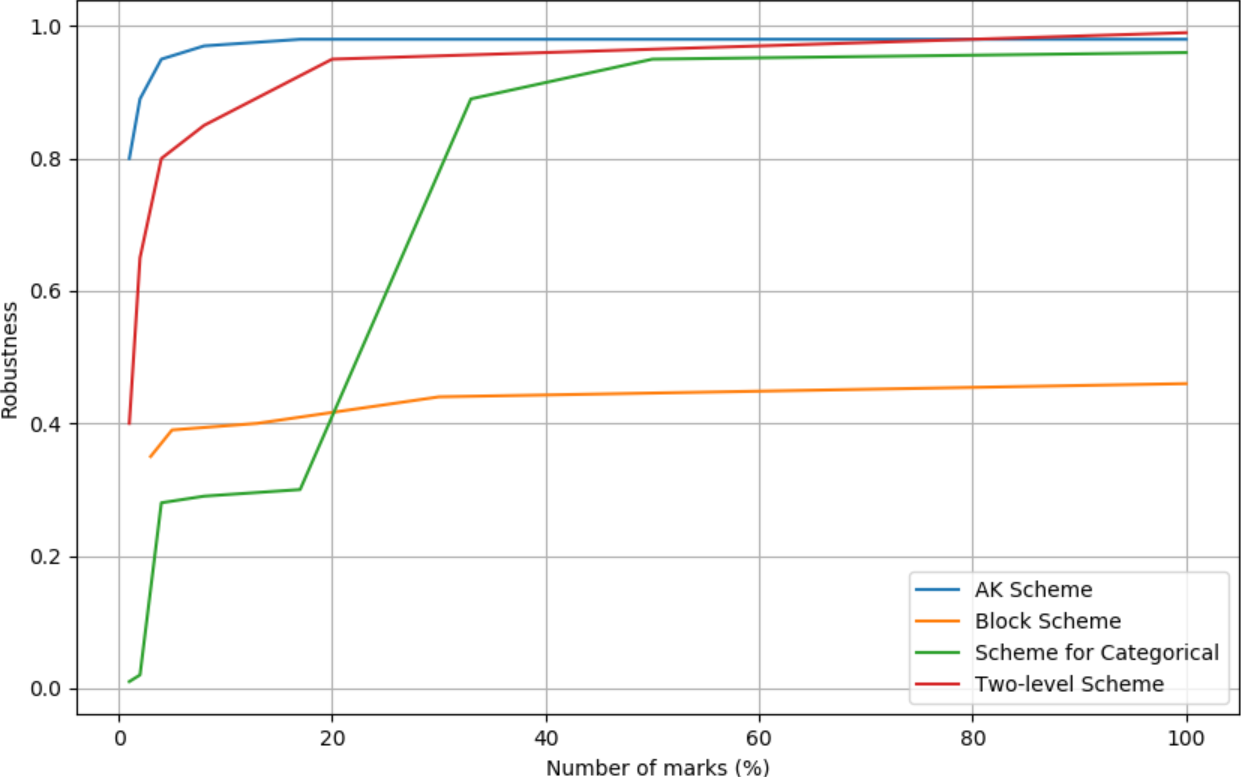 Robustness
1.0
0.8
0.6
0.4
0.2
0.0
0 20 40 60 80 100
Number of marks (%)
AK Scheme
Block Scheme
Scheme for Categorical
Two-level Scheme